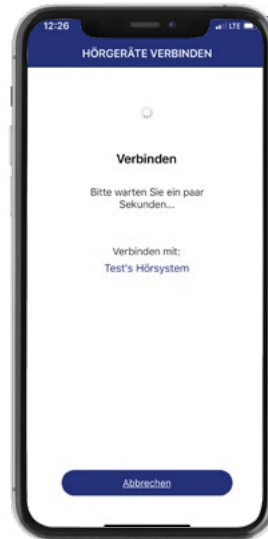 12:26
LTE
HÖRGERÄTE VERBINDEN
Verbinden
Bitte warten Sie ein paar
Sekunden...
Verbinden mit:
Test's Hörsystem
Abbrechen